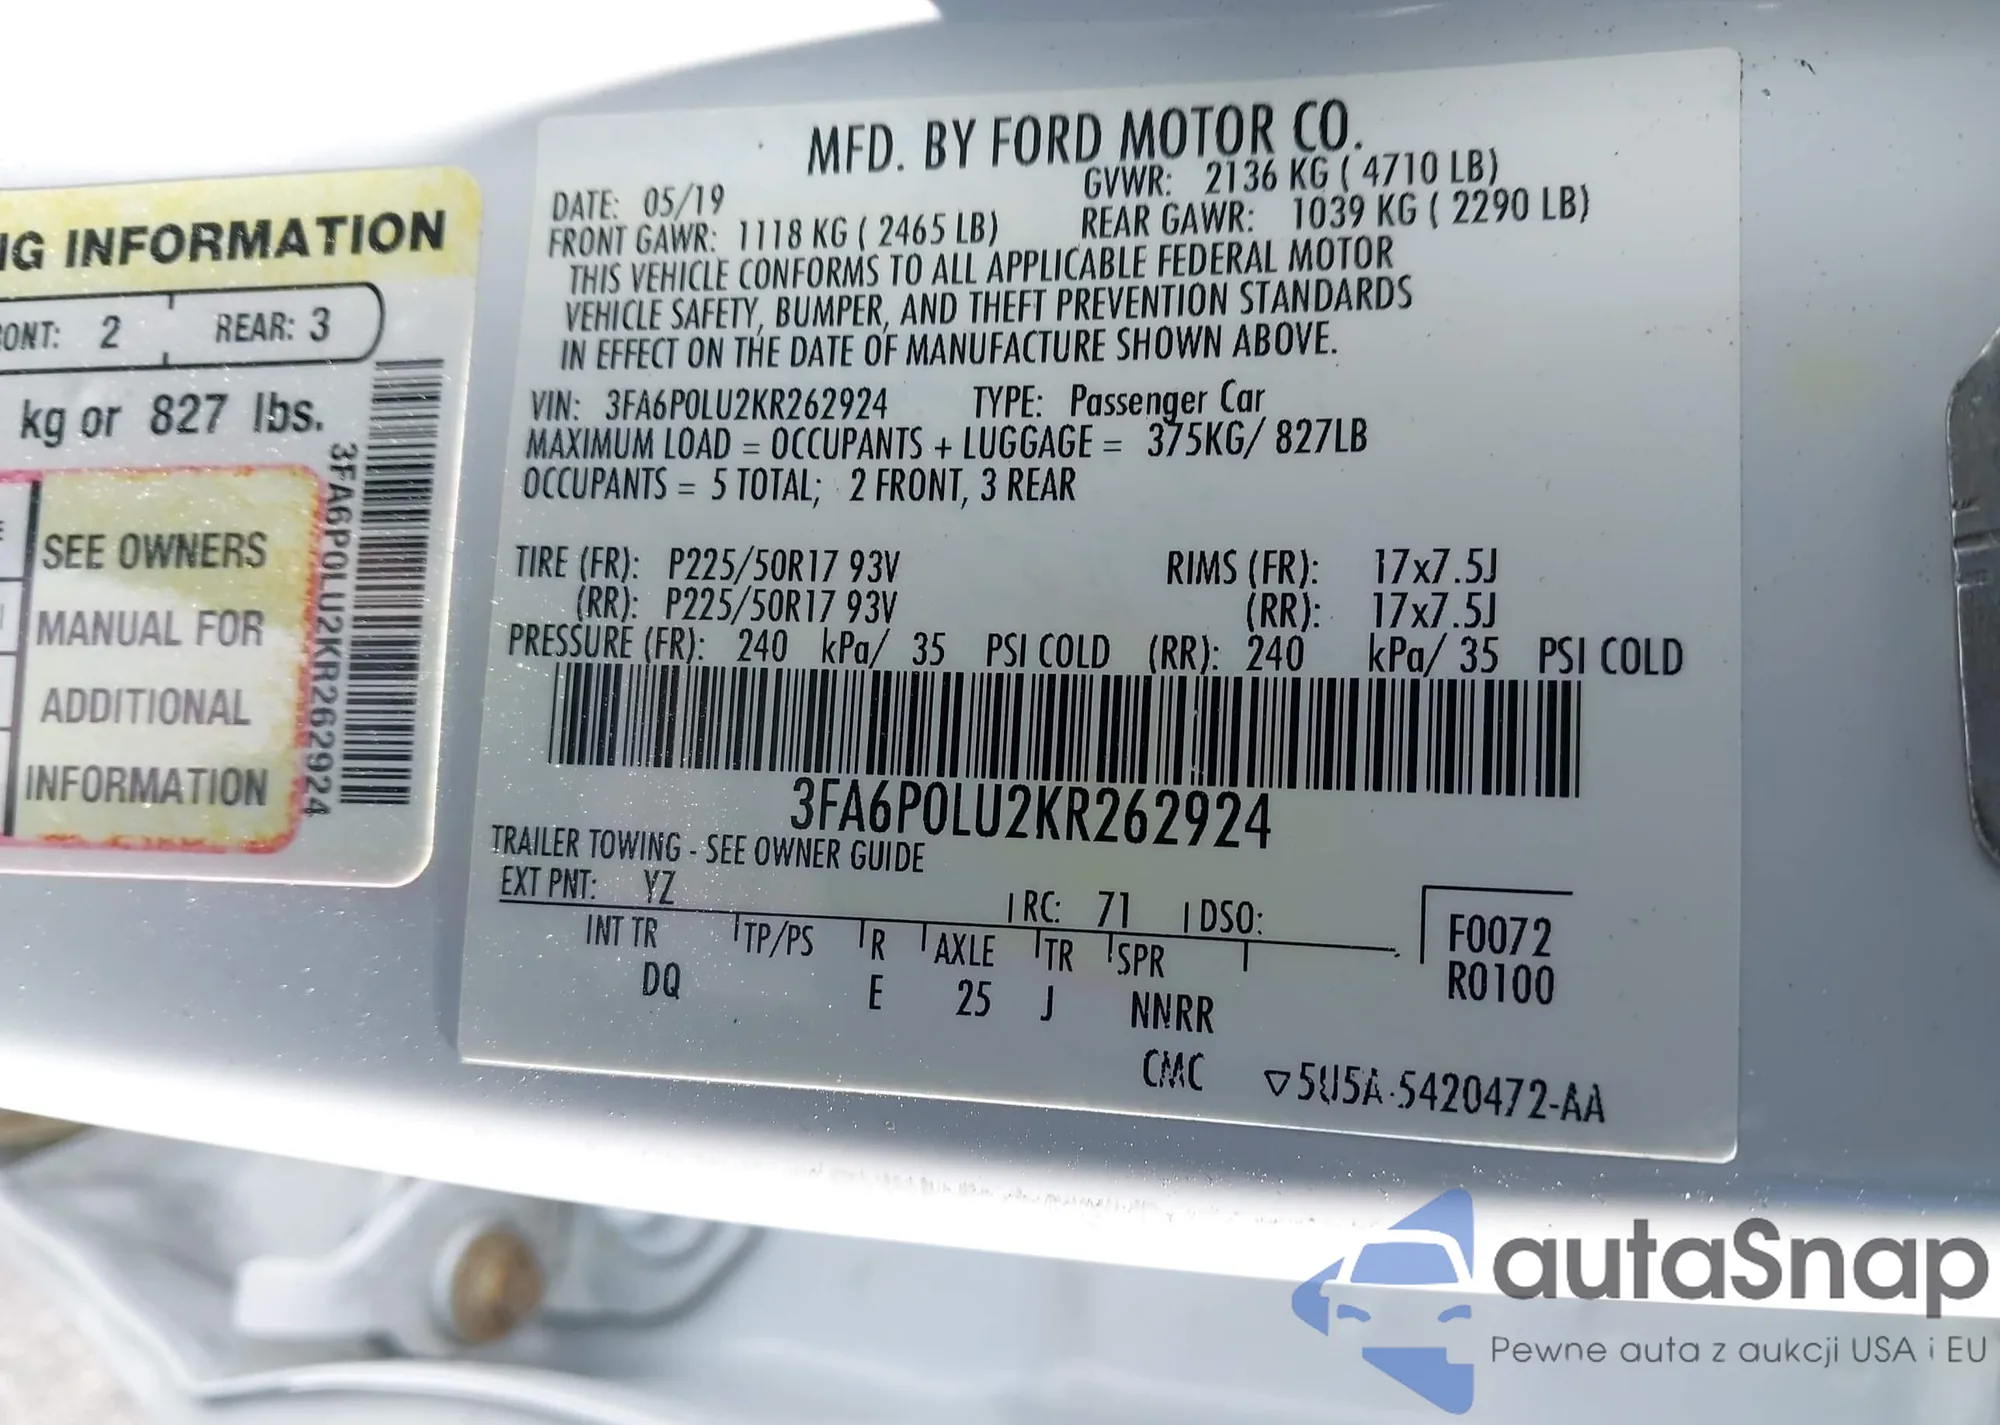 NG INFORMATION
ONT: 2 REAR: 3
kg or 827 lbs.
SEE OWNERS
MANUAL FOR
ADDITIONAL
INFORMATION
3FA6P0LU2KR262924
MFD. BY FORD MOTOR CO.
DATE: 05/19 GVWR: 2136 KG ( 4710 LB)
FRONT GAWR: 1118 KG ( 2465 LB) REAR GAWR: 1039 KG ( 2290 LB)
THIS VEHICLE CONFORMS TO ALL APPLICABLE FEDERAL MOTOR
VEHICLE SAFETY, BUMPER, AND THEFT PREVENTION STANDARDS
IN EFFECT ON THE DATE OF MANUFACTURE SHOWN ABOVE.
VIN: 3FA6P0LU2KR262924 TYPE: Passenger Car
MAXIMUM LOAD = OCCUPANTS + LUGGAGE = 375KG/ 827LB
OCCUPANTS = 5 TOTAL; 2 FRONT, 3 REAR
TIRE (FR): P225/50R17 93V RIMS (FR): 17x7.5J
(RR): P225/50R17 93V (RR): 17x7.5J
PRESSURE (FR): 240 kPa/ 35 PSI COLD (RR): 240 kPa/ 35 PSI COLD
3FA6P0LU2KR262924
TRAILER TOWING - SEE OWNER GUIDE
EXT PNT: YZ RC: 71 DSO:
INT TR TP/PS R AXLE TR SPR F0072
DQ E 25 J NNRR R0100
CMC ▽5U5A-5420472-AA
autaSnap
Pewne auta z aukcji USA i EU